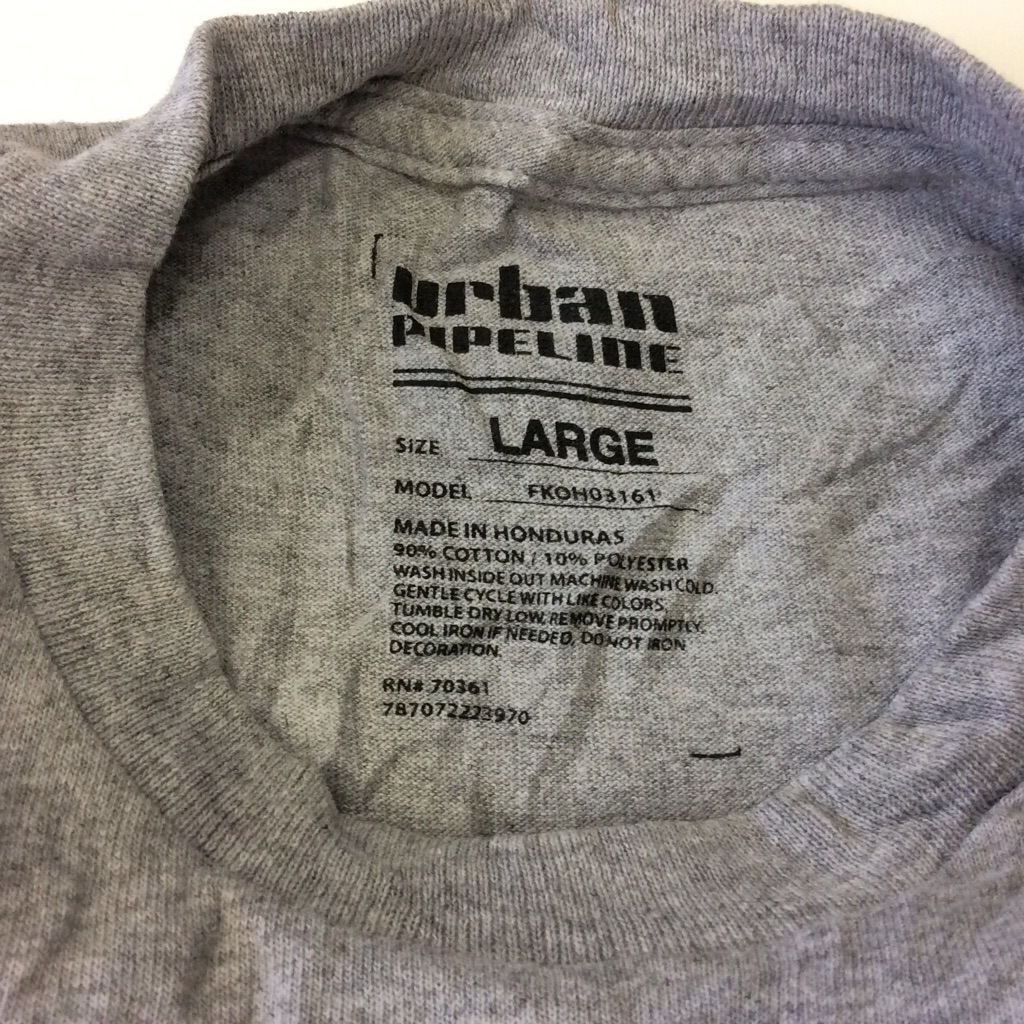 urban
PIPELINE
SIZE LARGE
MODEL FKOH03161
MADE IN HONDURAS
90% COTTON / 10% POLYESTER
WASH INSIDE OUT MACHINE WASH COLD.
GENTLE CYCLE WITH LIKE COLORS.
TUMBLE DRY LOW, REMOVE PROMPTLY.
COOL IRON IF NEEDED, DO NOT IRON
DECORATION.
RN# 70361
787072223970